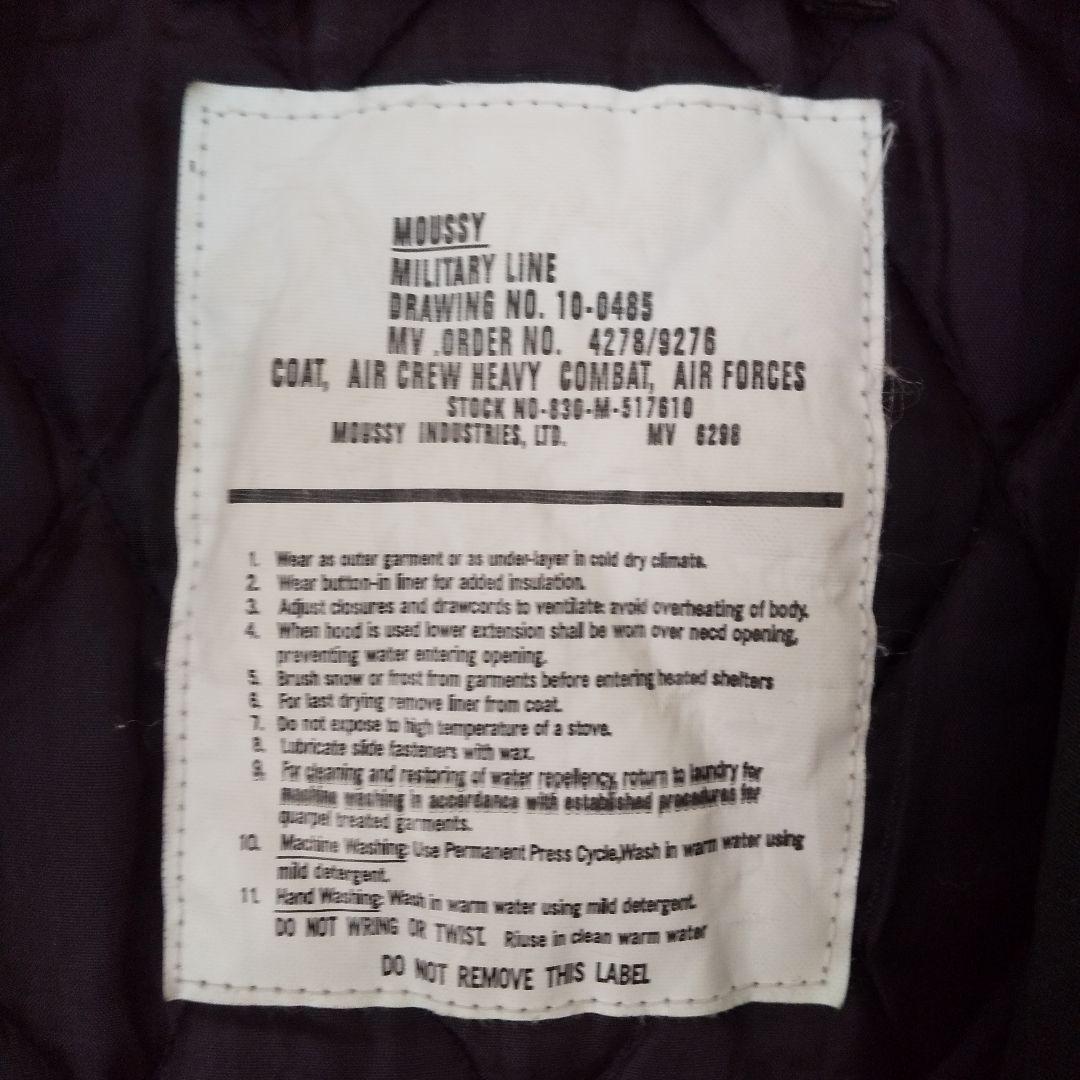 MOUSSY
MILITARY LINE
DRAWING NO. 10-0485
MV .ORDER NO. 4278/9276
COAT, AIR CREW HEAVY COMBAT, AIR FORCES
STOCK NO-830-M-517610
MOUSSY INDUSTRIES, LTD. MV 6298
1. Wear as outer garment or as under-layer in cold dry climate.
2. Wear button-in liner for added insulation.
3. Adjust closures and drawcords to ventilate: avoid overheating of body.
4. When hood is used lower extension shall be worn over necd opening,
preventing water entering opening.
5. Brush snow or frost from garments before entering heated shelters
6. For last drying remove liner from coat.
7. Do not expose to high temperature of a stove.
8. Lubricate slide fasteners with wax.
9. For cleaning and restoring of water repellency, return to laundry for
machine washing in accordance with established procedures for
quarpel treated garments.
10. Machine Washing: Use Permanent Press Cycle,Wash in warm water using
mild detergent.
11. Hand Washing: Wash in warm water using mild detergent.
DO NOT WRING OR TWIST. Riuse in clean warm water
DO NOT REMOVE THIS LABEL